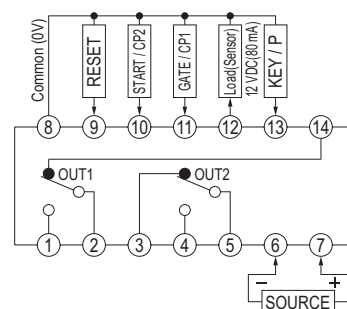 Common (0V)
RESET
START / CP2
GATE / CP1
Load(Sensor)
12 VDC(80 mA)
KEY / P
8 9 10 11 12 13 14
OUT1 OUT2
1 2 3 4 5 6 7
− +
SOURCE